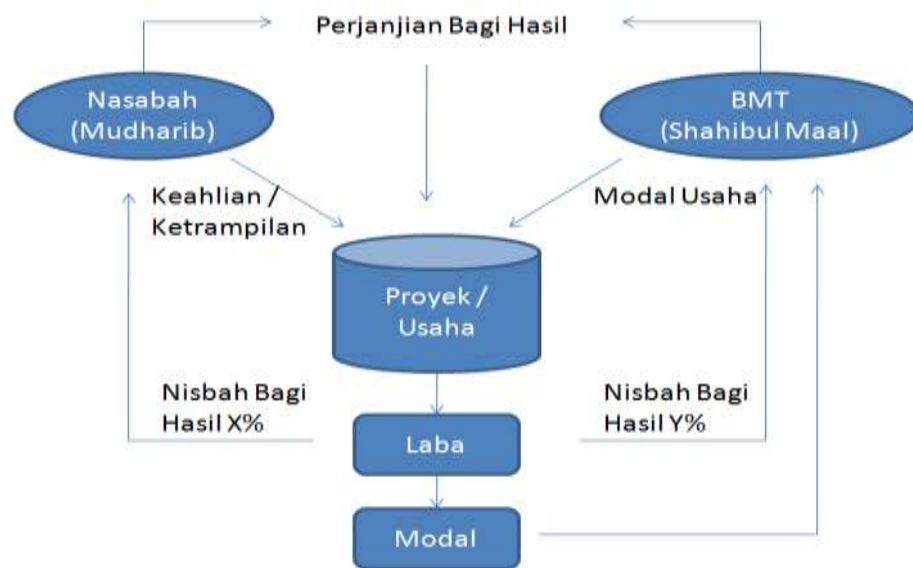 Perjanjian Bagi Hasil
Nasabah
(Mudharib)
BMT
(Shahibul Maal)
Keahlian /
Ketrampilan
Modal Usaha
Proyek /
Usaha
Nisbah Bagi
Hasil X%
Nisbah Bagi
Hasil Y%
Laba
Modal